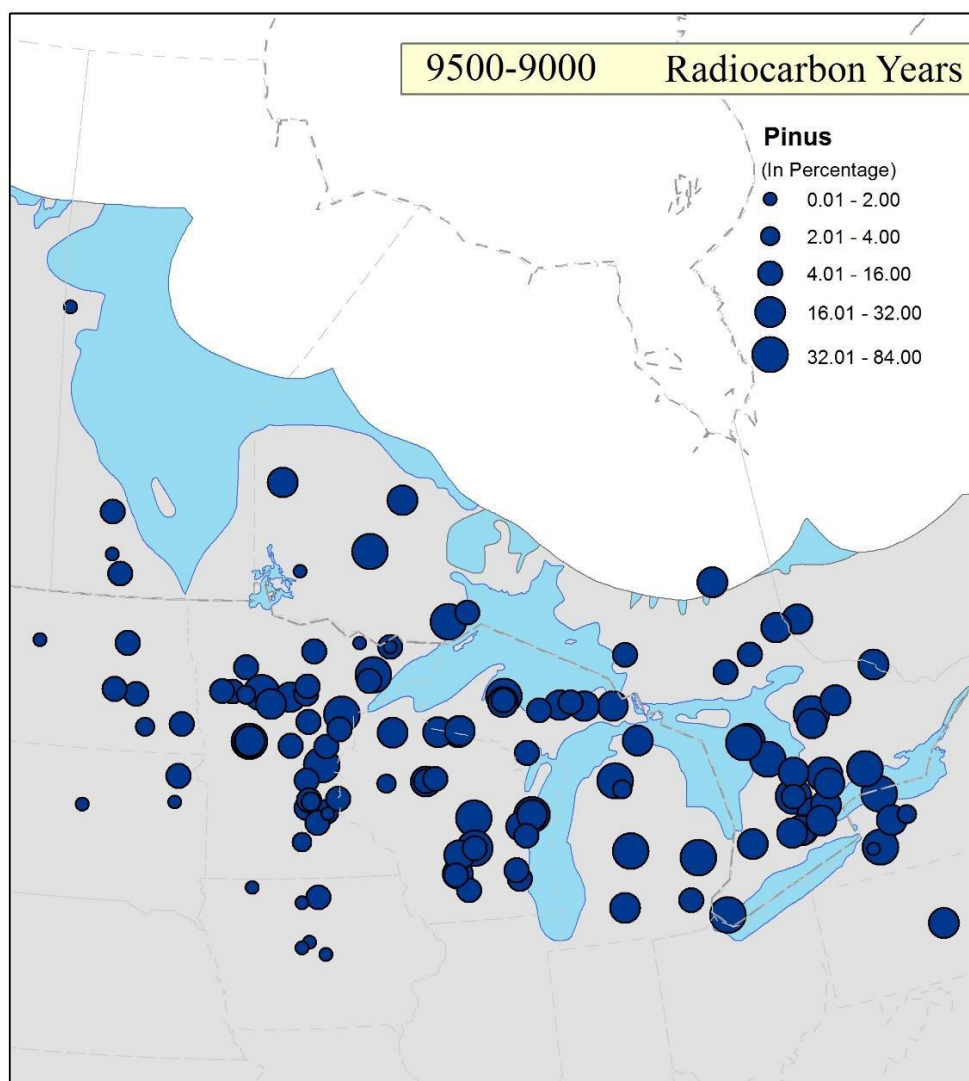 9500-9000 Radiocarbon Years
Pinus
(In Percentage)
0.01 - 2.00
2.01 - 4.00
4.01 - 16.00
16.01 - 32.00
32.01 - 84.00